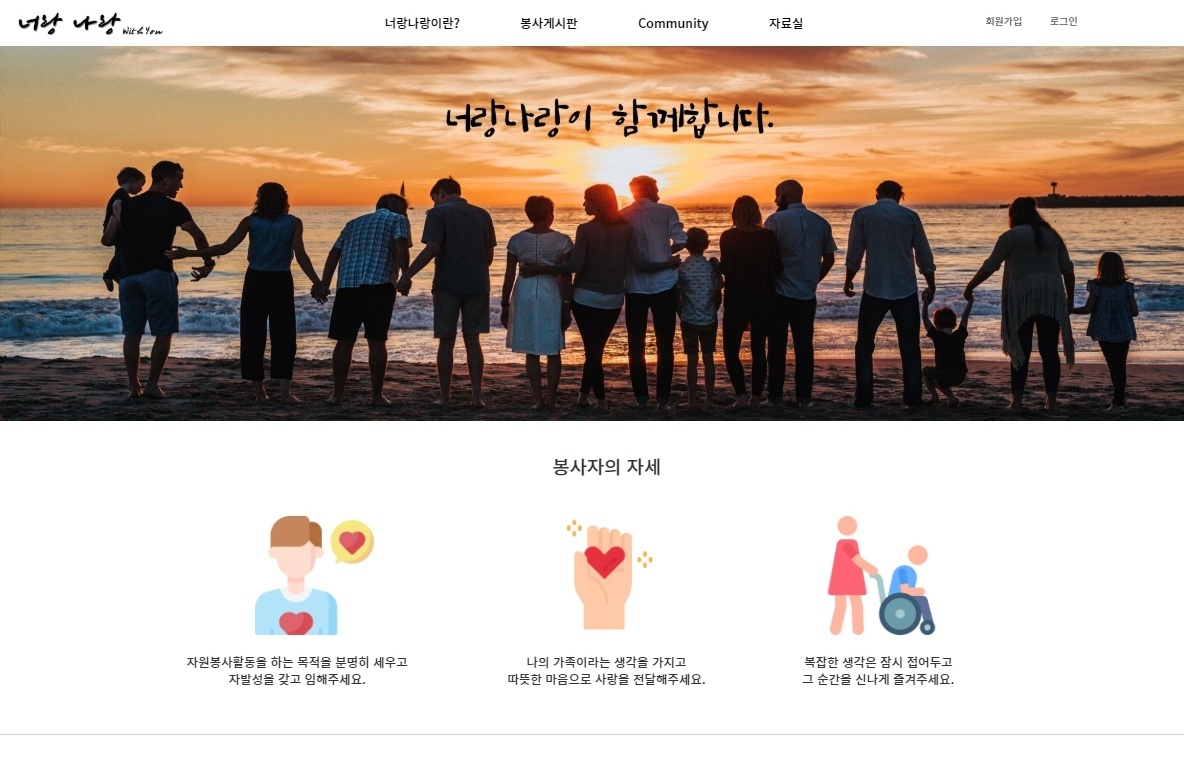 너랑 나랑 With You
너랑나랑이란?
봉사게시판
Community
자료실
회원가입
로그인
너랑나랑이 함께합니다.
봉사자의 자세
자원봉사활동을 하는 목적을 분명히 세우고
자발성을 갖고 임해주세요.
나의 가족이라는 생각을 가지고
따뜻한 마음으로 사랑을 전달해주세요.
복잡한 생각은 잠시 접어두고
그 순간을 신나게 즐겨주세요.